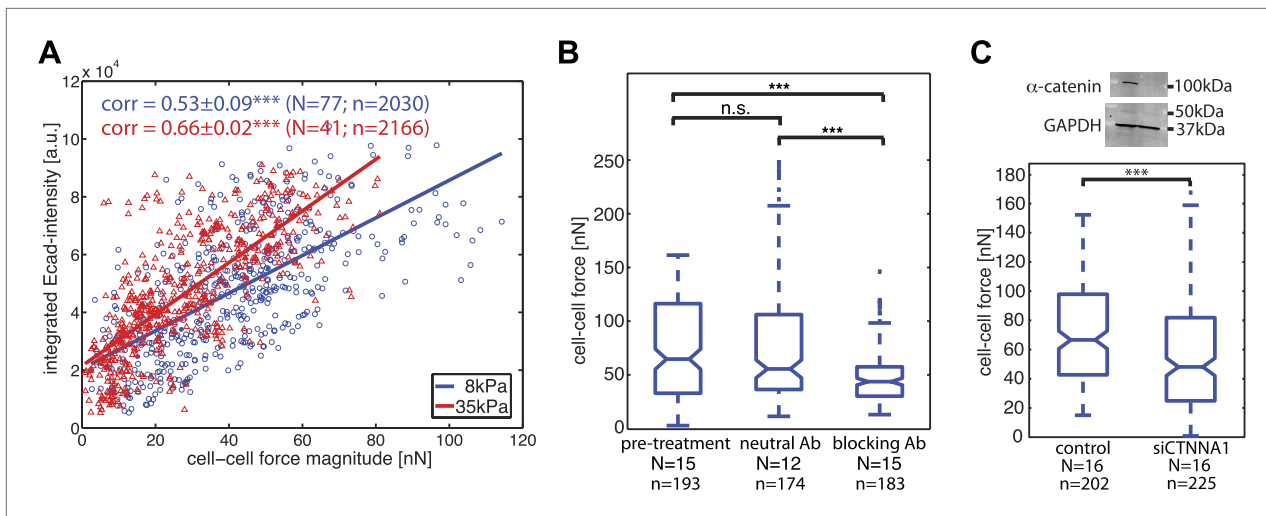 A
x 10⁴
12
10
8
6
4
2
0
0
20
40
60
80
100
120
integrated Ecad-intensity [a.u.]
cell–cell force magnitude [nN]
corr = 0.53±0.09*** (N=77; n=2030)
corr = 0.66±0.02*** (N=41; n=2166)
8kPa
35kPa
B
***
n.s.
***
250
200
150
100
50
0
cell-cell force [nN]
pre-treatment neutral Ab blocking Ab
N=15 N=12 N=15
n=193 n=174 n=183
C
α-catenin
100kDa
50kDa
GAPDH
37kDa
***
180
160
140
120
100
80
60
40
20
0
cell-cell force [nN]
control siCTNNA1
N=16 N=16
n=202 n=225